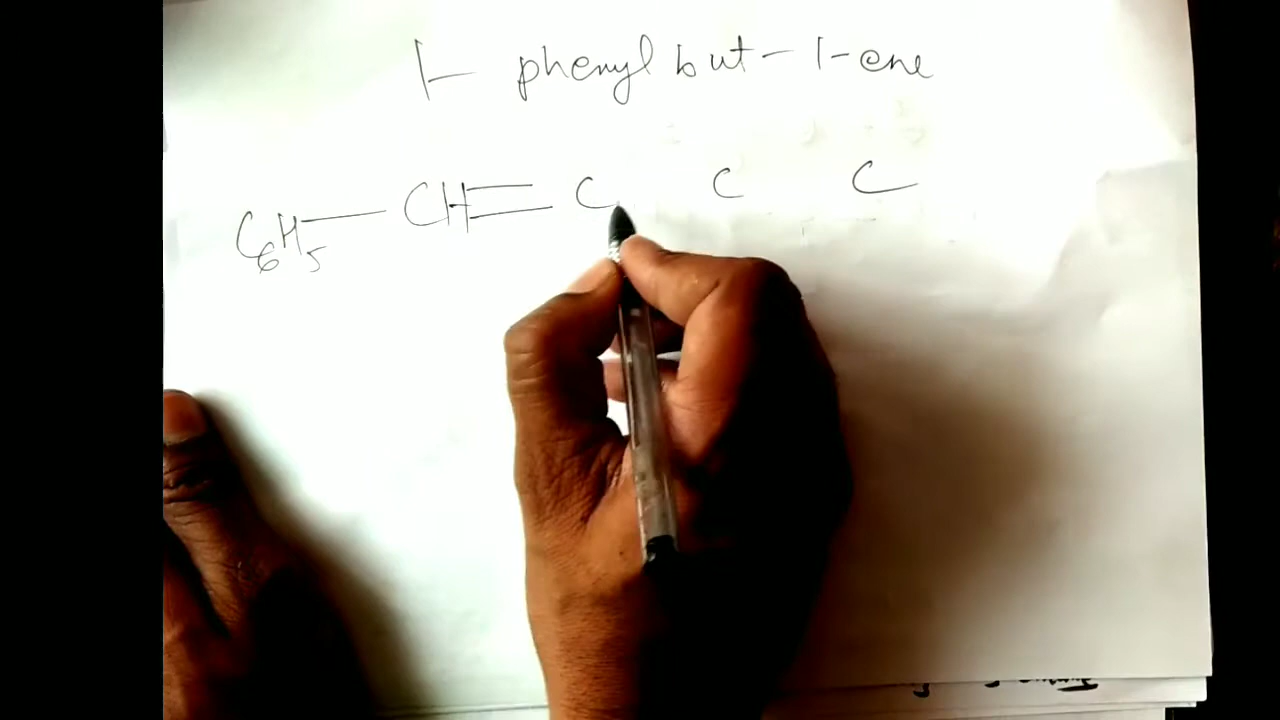 1- phenyl but-1-ene
C6H5—CH=C C C